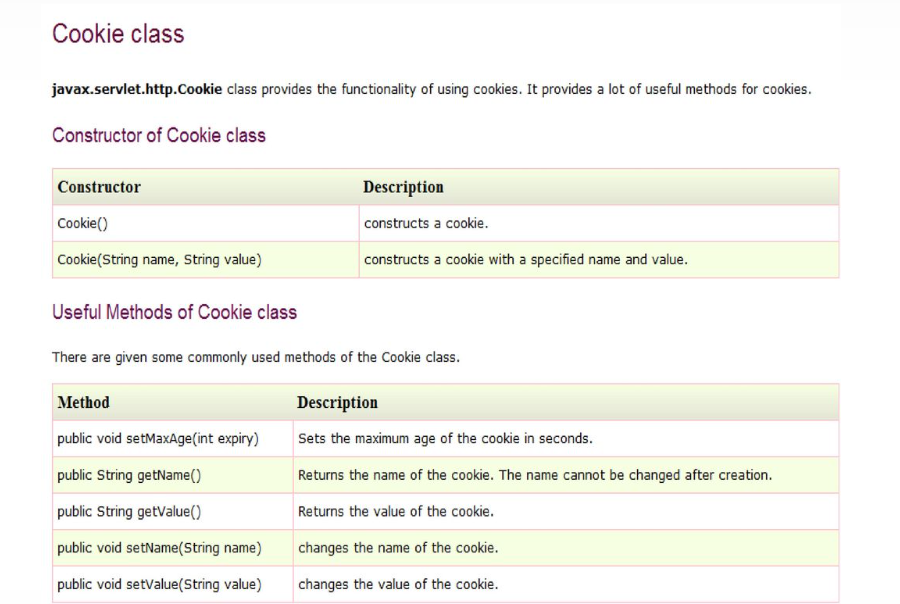 Cookie class
javax.servlet.http.Cookie class provides the functionality of using cookies. It provides a lot of useful methods for cookies.
Constructor of Cookie class
Constructor Description
Cookie() constructs a cookie.
Cookie(String name, String value) constructs a cookie with a specified name and value.
Useful Methods of Cookie class
There are given some commonly used methods of the Cookie class.
Method Description
public void setMaxAge(int expiry) Sets the maximum age of the cookie in seconds.
public String getName() Returns the name of the cookie. The name cannot be changed after creation.
public String getValue() Returns the value of the cookie.
public void setName(String name) changes the name of the cookie.
public void setValue(String value) changes the value of the cookie.